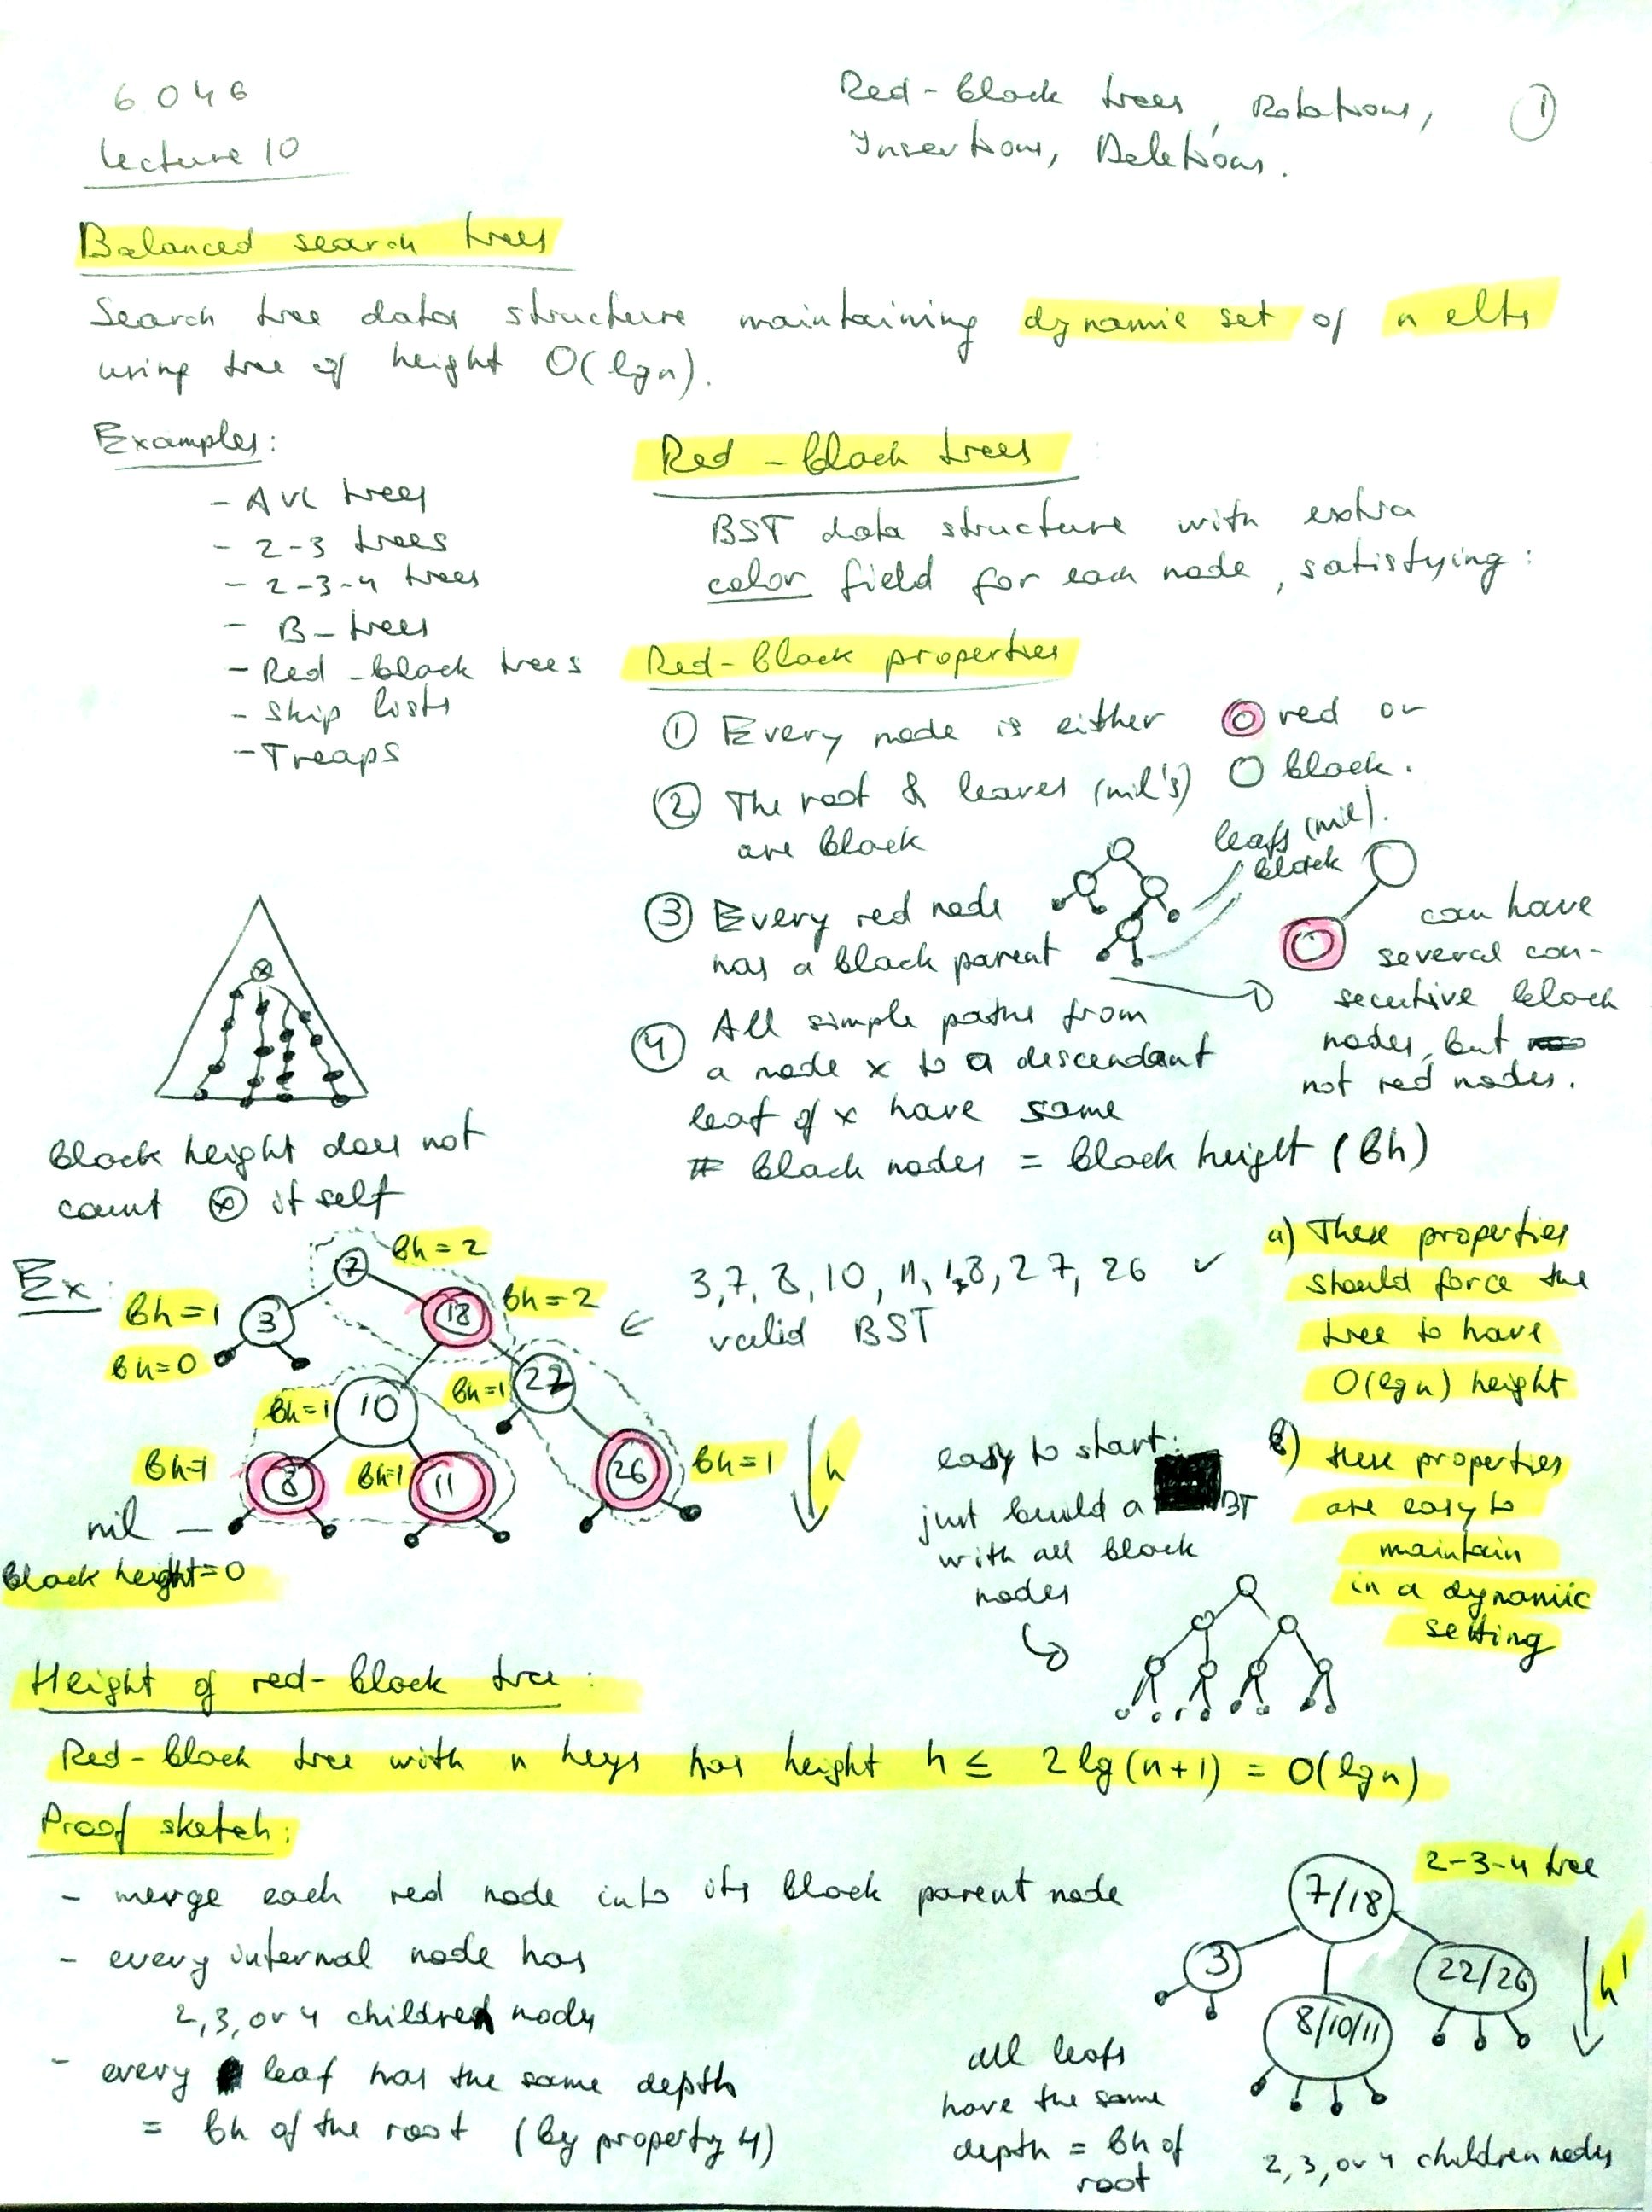 6046
Lecture 10
Red-black trees, Rotations,
Insertions, Deletions.
1
Balanced search trees
Search tree data structure maintaining dynamic set of n elts
using tree of height O(lgn).
Examples:
- AVL trees
- 2-3 trees
- 2-3-4 trees
- B-trees
- Red-black trees
- Skip lists
- Treaps
Red-black trees
BST data structure with extra
color field for each node, satisfying:
Red-black properties
① Every node is either red or
black.
② The root & leaves (nil's)
are black
leafs (nil).
black
③ Every red node
has a black parent
can have
several con-
secutive black
nodes, but
not red nodes.
④ All simple paths from
a node x to a descendant
leaf of x have same
# black nodes = black height (bh)
x
black height does not
count ⓧ itself
Ex:
7
bh=2
3
bh=1
bh=0
18
bh=2
10
bh=1
22
bh=1
8
bh=1
11
bh=1
26
bh=1
h
nil —
black height=0
3, 7, 8, 10, 11, 18, 27, 26 ✓
← valid BST
a) These properties
should force the
tree to have
O(lgn) height
b) these properties
are easy to
maintain
in a dynamic
setting
easy to start:
just build a BT
with all black
nodes
Height of red-black tree:
Red-black tree with n keys has height h ≤ 2lg(n+1) = O(lgn)
Proof sketch:
- merge each red node into its black parent node
- every internal node has
2,3, or 4 children nodes
- every leaf has the same depth
= bh of the root (by property 4)
2-3-4 tree
7/18
3
22/26
8/10/11
h'
all leafs
have the same
depth = bh of
root
2,3, or 4 children nodes